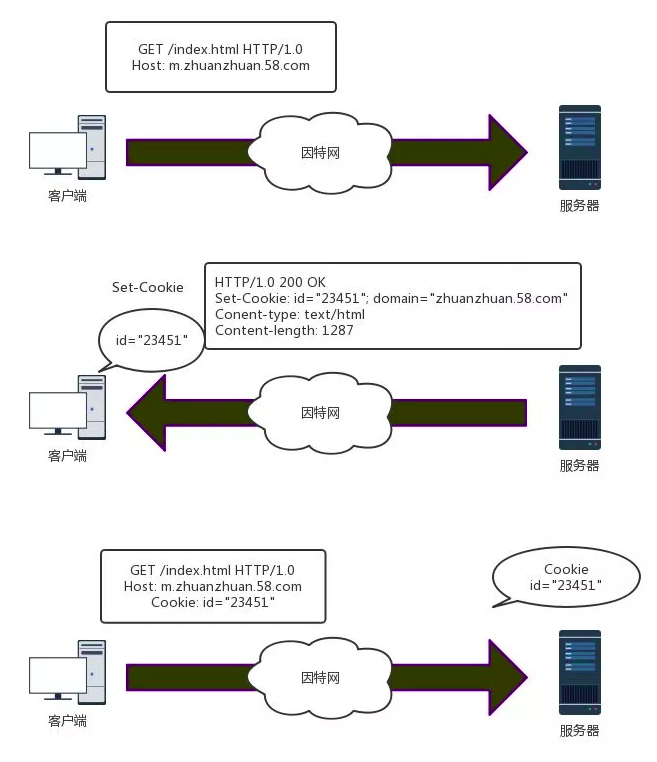 GET /index.html HTTP/1.0
Host: m.zhuanzhuan.58.com
因特网
客户端
服务器
Set-Cookie
id="23451"
HTTP/1.0 200 OK
Set-Cookie: id="23451"; domain="zhuanzhuan.58.com"
Conent-type: text/html
Content-length: 1287
因特网
客户端
服务器
GET /index.html HTTP/1.0
Host: m.zhuanzhuan.58.com
Cookie: id="23451"
Cookie
id="23451"
因特网
客户端
服务器